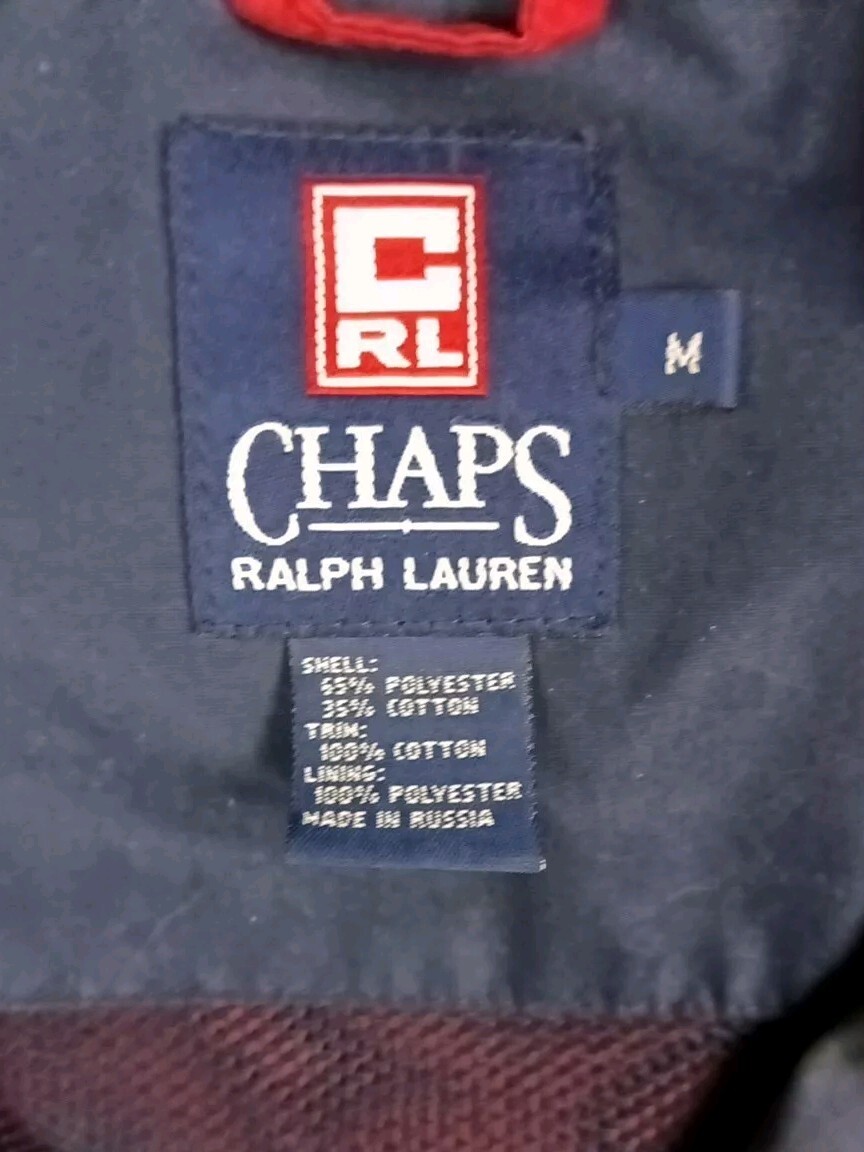 C
RL
CHAPS
RALPH LAUREN
M
SHELL:
65% POLYESTER
35% COTTON
TRIM:
100% COTTON
LINING:
100% POLYESTER
MADE IN RUSSIA